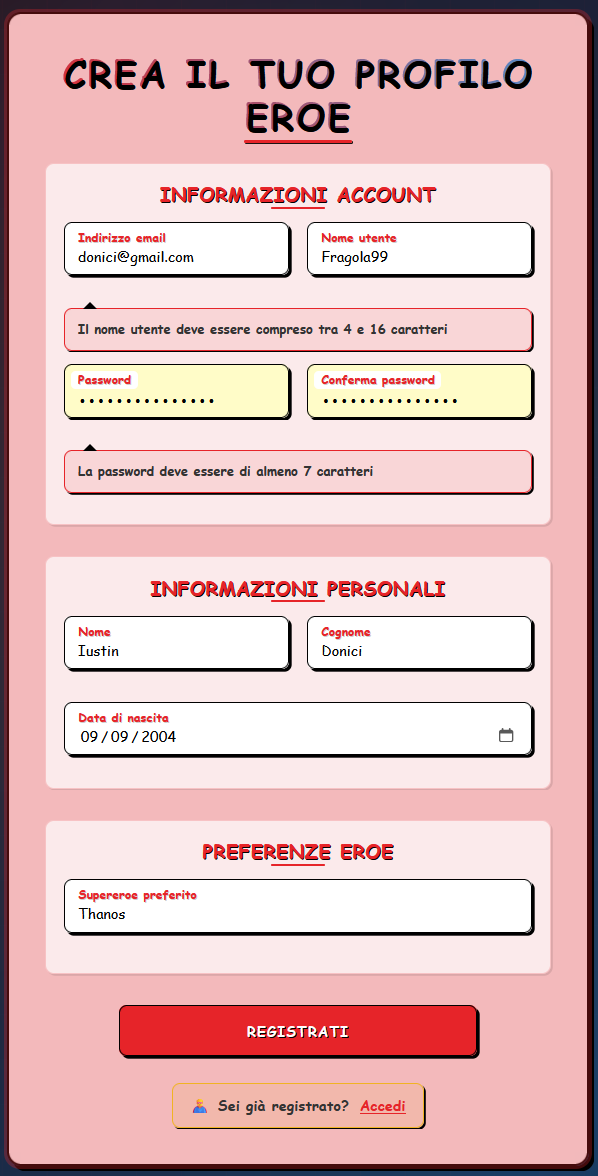 CREA IL TUO PROFILO
EROE
INFORMAZIONI ACCOUNT
Indirizzo email
donici@gmail.com
Nome utente
Fragola99
Il nome utente deve essere compreso tra 4 e 16 caratteri
Password
•••••••••••••••
Conferma password
•••••••••••••••
La password deve essere di almeno 7 caratteri
INFORMAZIONI PERSONALI
Nome
Iustin
Cognome
Donici
Data di nascita
09/09/2004
PREFERENZE EROE
Supereroe preferito
Thanos
REGISTRATI
Sei già registrato? Accedi